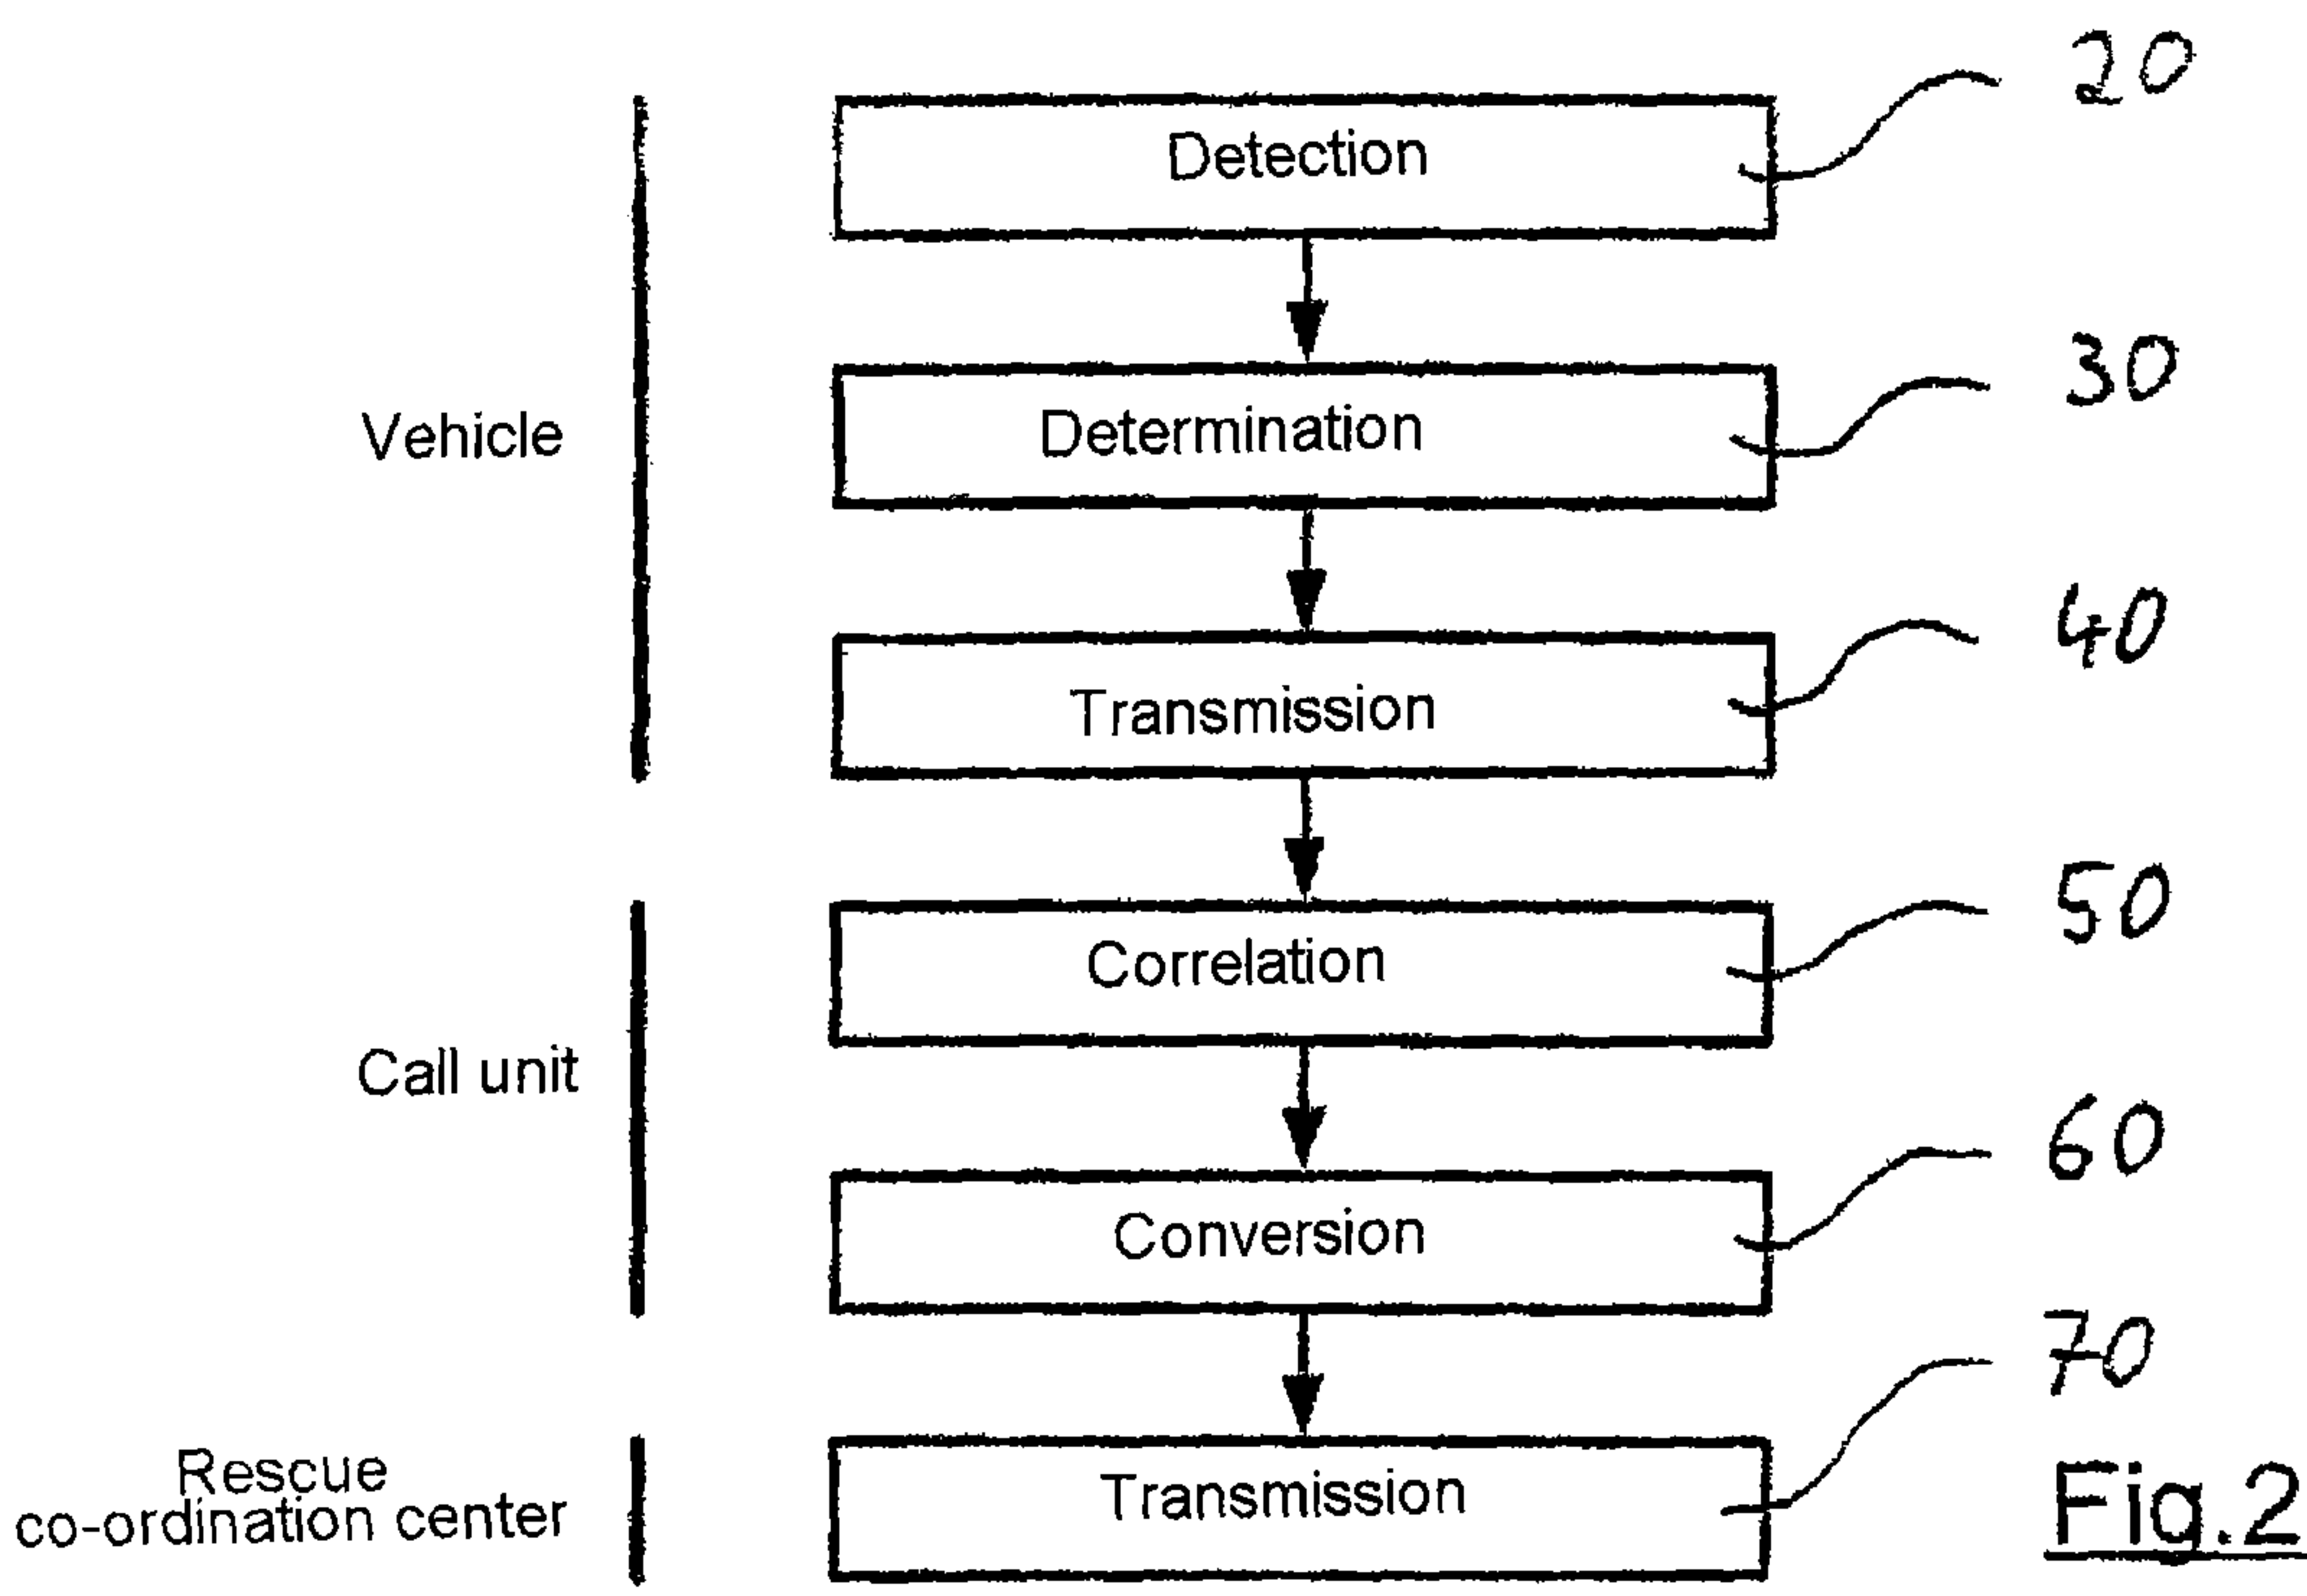 20
Detection
30
Vehicle
Determination
40
Transmission
50
Correlation
Call unit
60
Conversion
70
Rescue
co-ordination center
Transmission
Fig.2